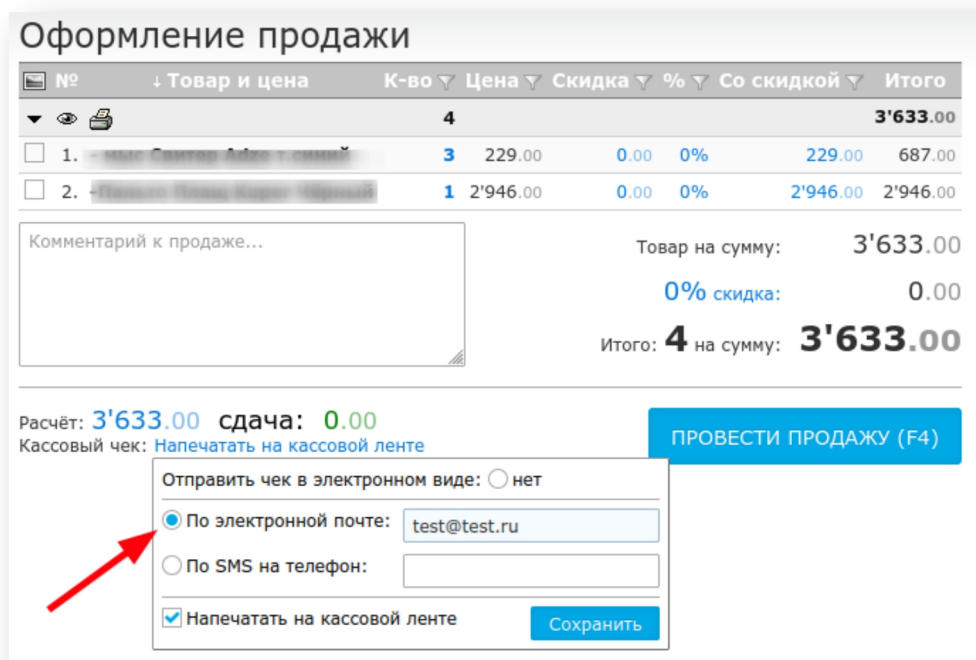 Оформление продажи
№ ↓ Товар и цена К-во Цена Скидка % Со скидкой Итого
4 3'633.00
1. 3 229.00 0.00 0% 229.00 687.00
2. 1 2'946.00 0.00 0% 2'946.00 2'946.00
Комментарий к продаже...
Товар на сумму: 3'633.00
0% скидка: 0.00
Итого: 4 на сумму: 3'633.00
Расчёт: 3'633.00 сдача: 0.00
ПРОВЕСТИ ПРОДАЖУ (F4)
Кассовый чек: Напечатать на кассовой ленте
Отправить чек в электронном виде: нет
По электронной почте: test@test.ru
По SMS на телефон:
Напечатать на кассовой ленте Сохранить